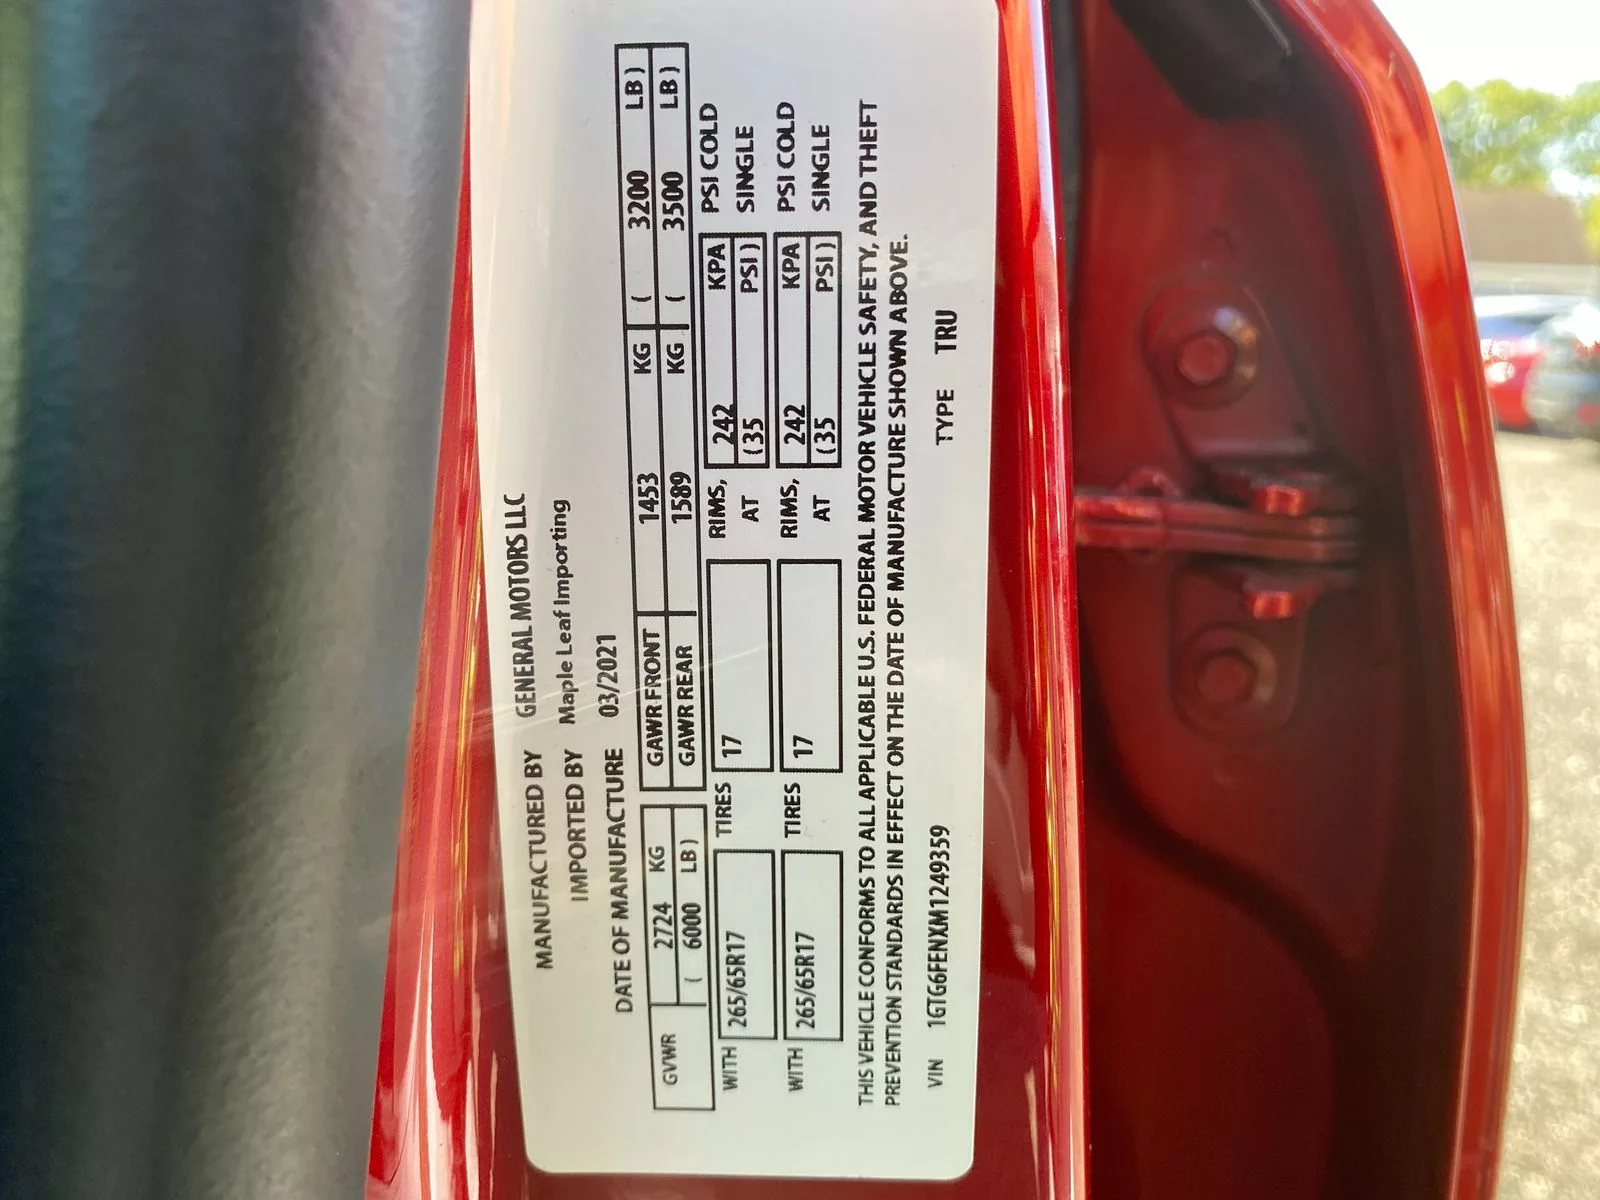 MANUFACTURED BY GENERAL MOTORS LLC
IMPORTED BY Maple Leaf Importing
DATE OF MANUFACTURE 03/2021
GVWR 2724 KG GAWR FRONT 1453 KG ( 3200 LB )
( 6000 LB ) GAWR REAR 1589 KG ( 3500 LB )
WITH 265/65R17 TIRES 17 RIMS, 242 KPA PSI COLD
AT ( 35 PSI ) SINGLE
WITH 265/65R17 TIRES 17 RIMS, 242 KPA PSI COLD
AT ( 35 PSI ) SINGLE
THIS VEHICLE CONFORMS TO ALL APPLICABLE U.S. FEDERAL MOTOR VEHICLE SAFETY, AND THEFT
PREVENTION STANDARDS IN EFFECT ON THE DATE OF MANUFACTURE SHOWN ABOVE.
VIN 1GTG6FENXM1249359 TYPE TRU